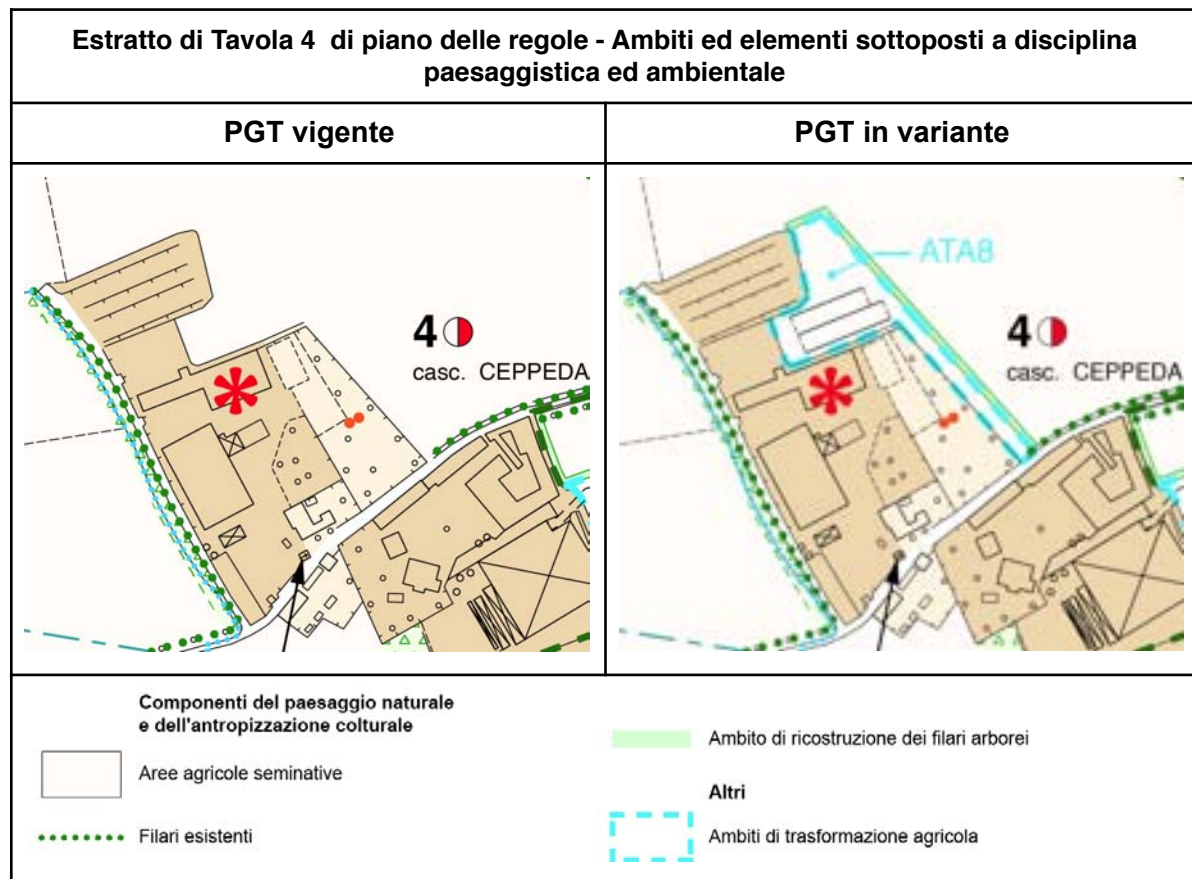 Estratto di Tavola 4 di piano delle regole - Ambiti ed elementi sottoposti a disciplina
paesaggistica ed ambientale
PGT vigente
PGT in variante
4
casc. CEPPEDA
ATA8
4
casc. CEPPEDA
Componenti del paesaggio naturale
e dell'antropizzazione colturale
Aree agricole seminative
Filari esistenti
Ambito di ricostruzione dei filari arborei
Altri
Ambiti di trasformazione agricola